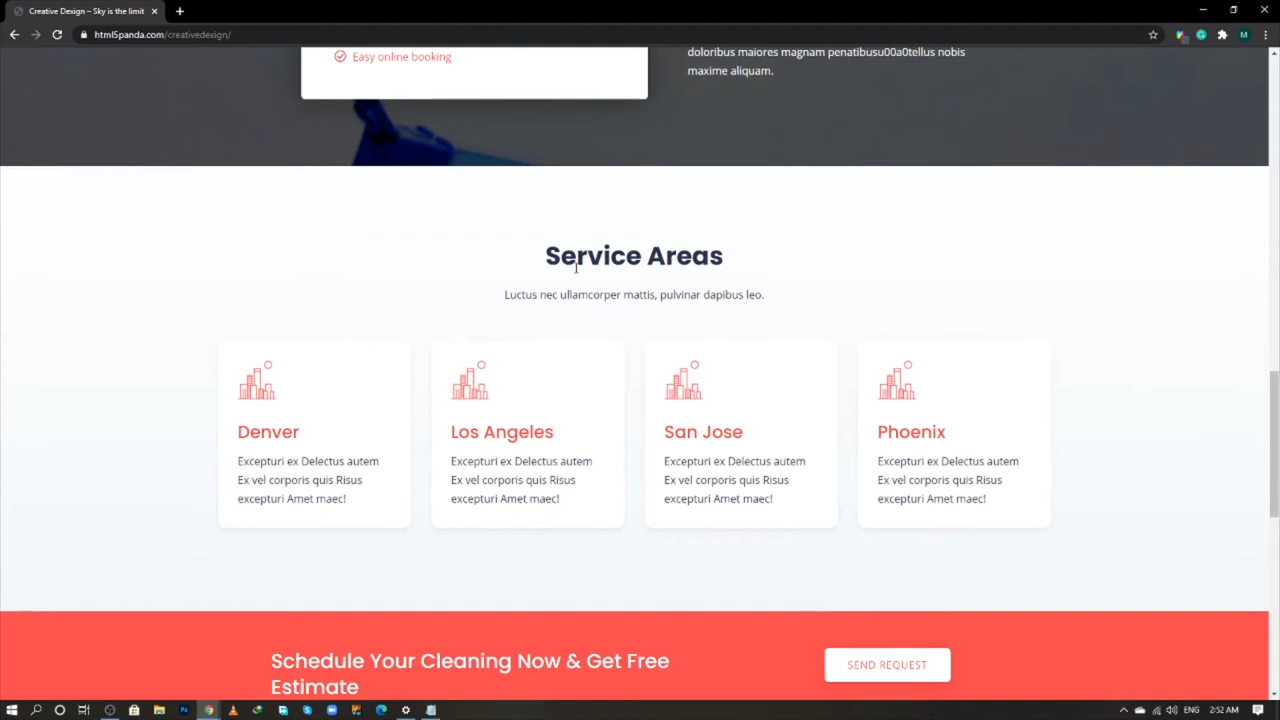 Creative Design – Sky is the limit
html5panda.com/creativedexign/
M
Easy online booking
doloribus maiores magnam penatibusu00a0tellus nobis
maxime aliquam.
Service Areas
Luctus nec ullamcorper mattis, pulvinar dapibus leo.
Denver
Excepturi ex Delectus autem
Ex vel corporis quis Risus
excepturi Amet maec!
Los Angeles
Excepturi ex Delectus autem
Ex vel corporis quis Risus
excepturi Amet maec!
San Jose
Excepturi ex Delectus autem
Ex vel corporis quis Risus
excepturi Amet maec!
Phoenix
Excepturi ex Delectus autem
Ex vel corporis quis Risus
excepturi Amet maec!
Schedule Your Cleaning Now & Get Free
Estimate
SEND REQUEST
ENG 2:52 AM